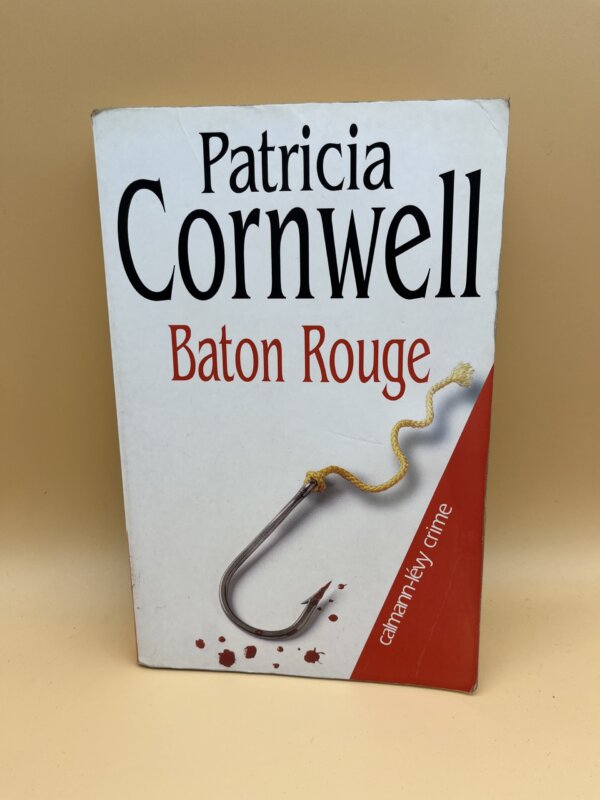 Patricia
Cornwell
Baton Rouge
calmann-lévy crime